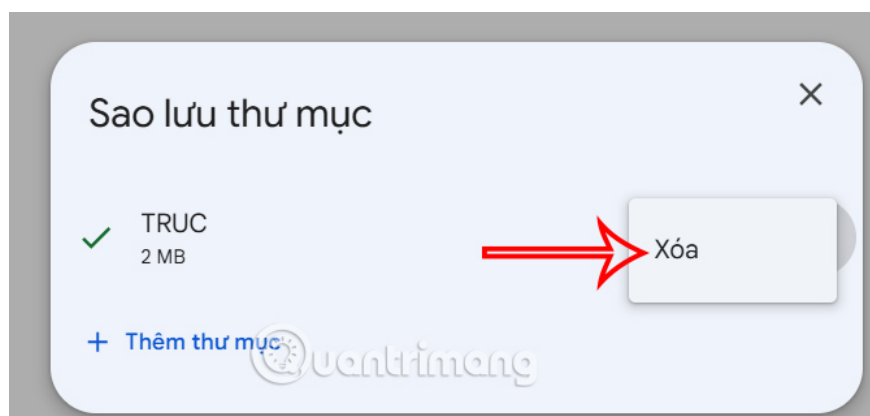 Sao lưu thư mục
TRUC
2 MB
Xóa
Thêm thư mục
Quantrimang